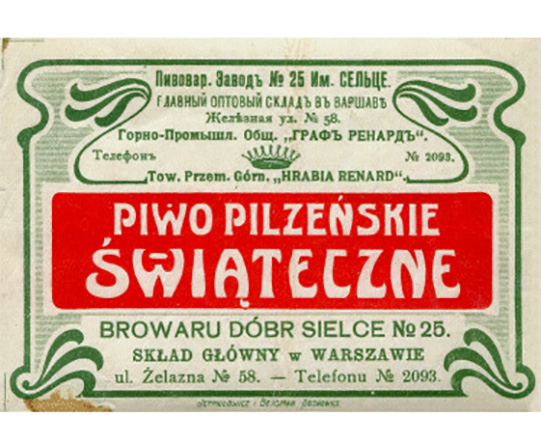 Пивовар. Заводъ № 25 Им. СЕЛЬЦЕ.
ГЛАВНЫЙ ОПТОВЫЙ СКЛАДЪ ВЪ ВАРШАВѢ
Желѣзная ул. № 58.
Горно-Промышл. Общ. „ГРАФЪ РЕНАРДЪ".
Телефонъ № 2093.
Tow. Przem. Górn. „HRABIA RENARD".
PIWO PILZEŃSKIE
ŚWIĄTECZNE
BROWARU DÓBR SIELCE № 25.
SKŁAD GŁÓWNY w WARSZAWIE
ul. Żelazna № 58. — Telefonu № 2093.